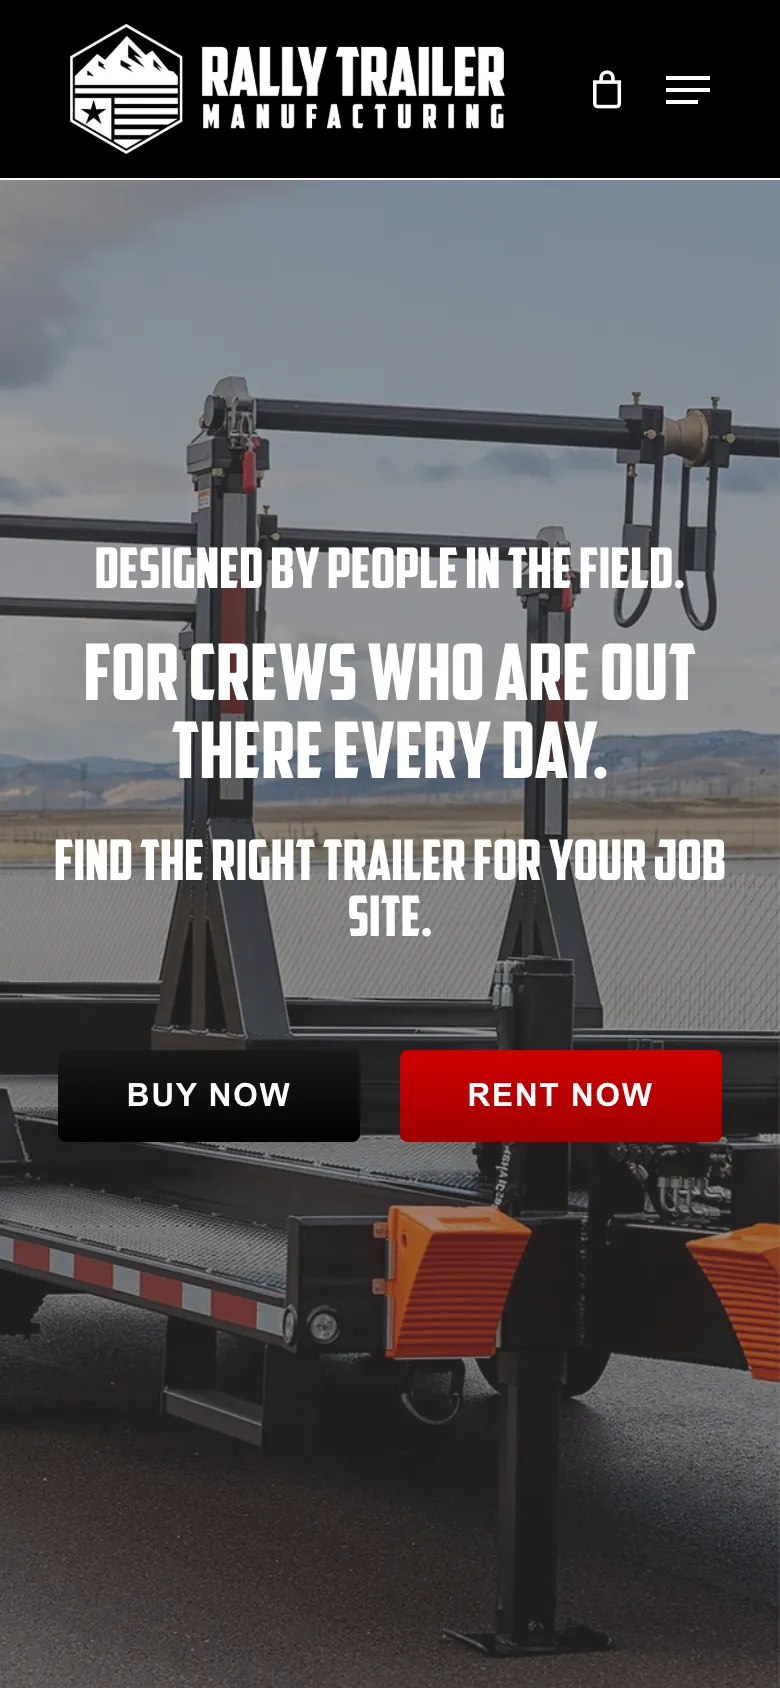 RALLY TRAILER
MANUFACTURING
DESIGNED BY PEOPLE IN THE FIELD.
FOR CREWS WHO ARE OUT
THERE EVERY DAY.
FIND THE RIGHT TRAILER FOR YOUR JOB
SITE.
BUY NOW
RENT NOW